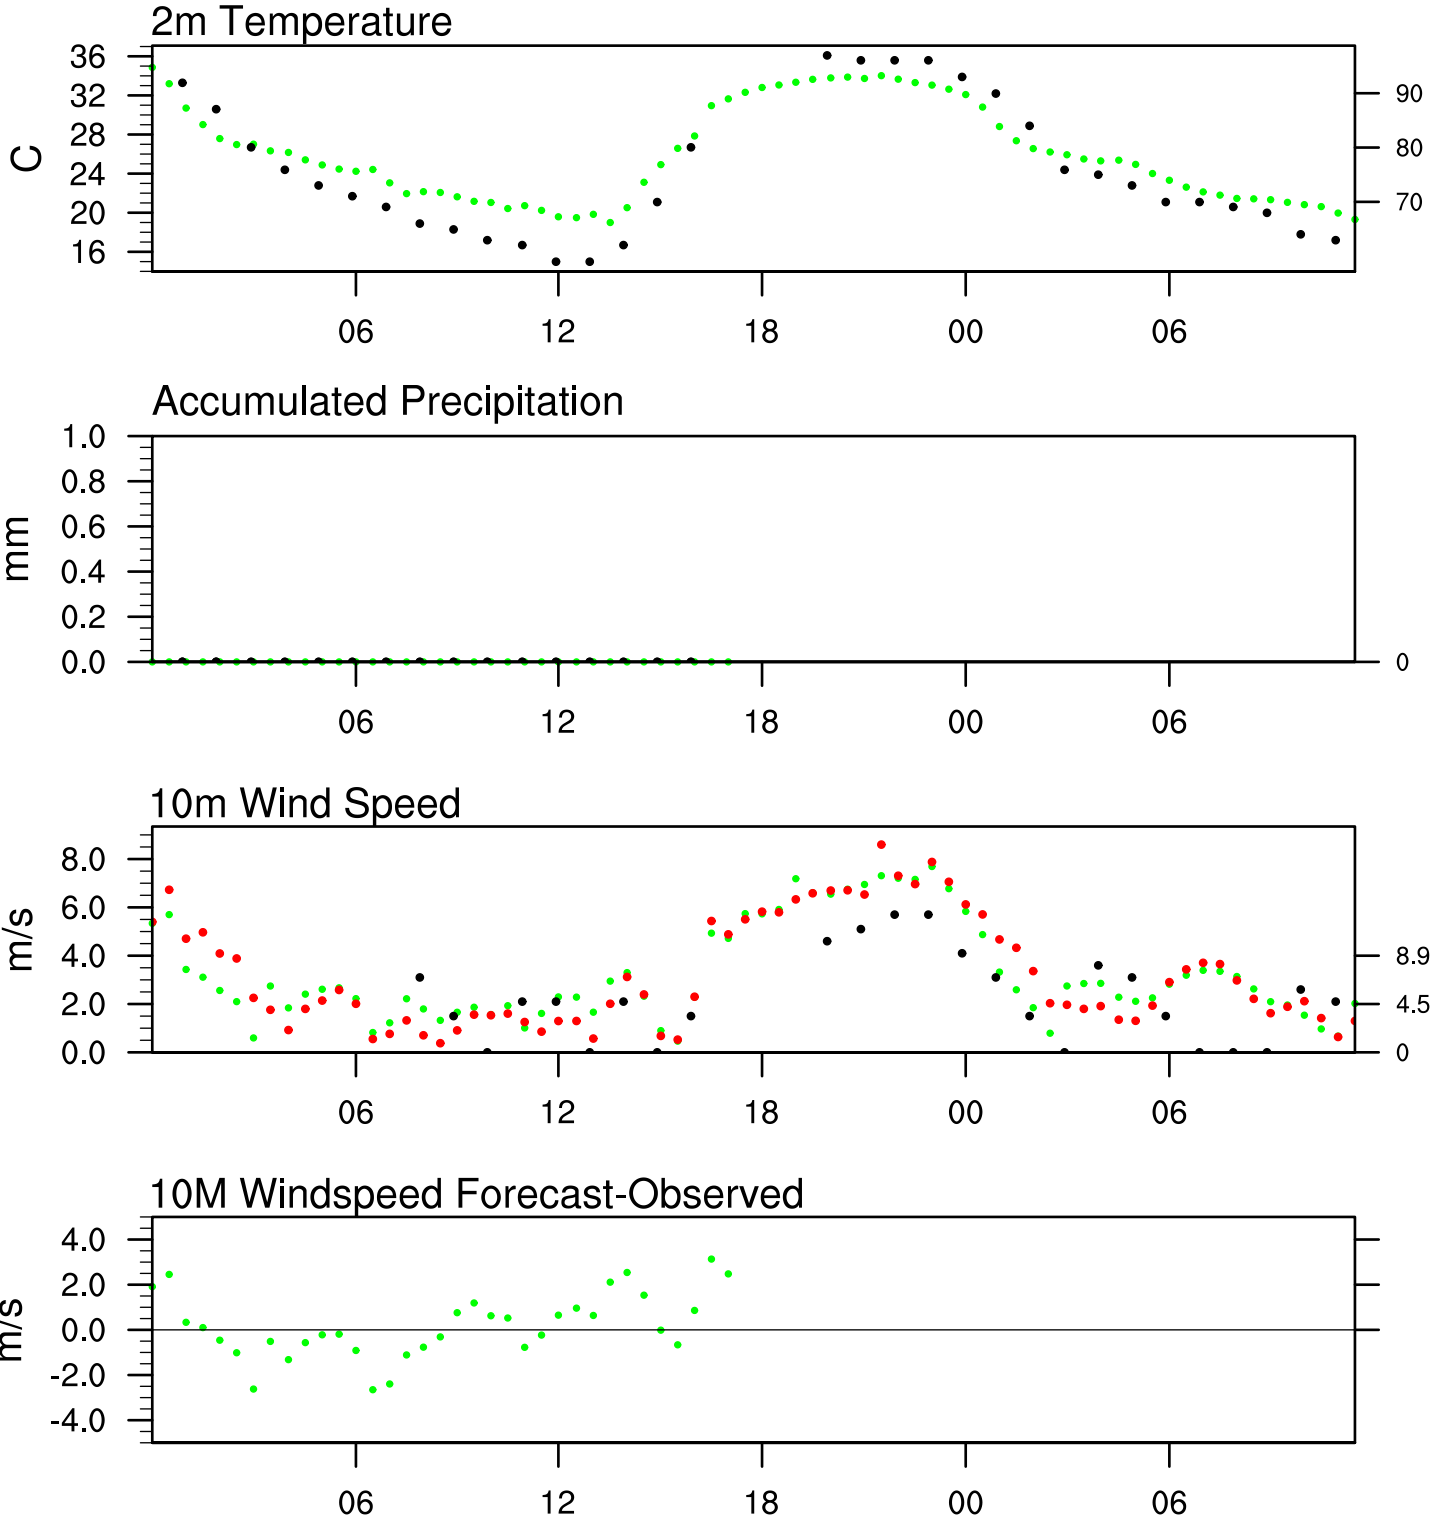 2m Temperature
36
32
28
24
20
16
C
90
80
70
06 12 18 00 06
Accumulated Precipitation
1.0
0.8
0.6
0.4
0.2
0.0
mm
0
06 12 18 00 06
10m Wind Speed
8.0
6.0
4.0
2.0
0.0
m/s
8.9
4.5
0
06 12 18 00 06
10M Windspeed Forecast-Observed
4.0
2.0
0.0
-2.0
-4.0
m/s
06 12 18 00 06